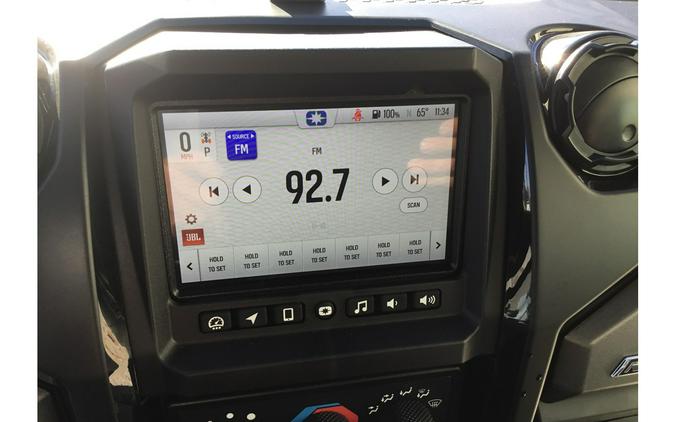 100% N 65° 11:34
0 MPH P
SOURCE
FM
FM
92.7
SCAN
JBL
HOLD TO SET
HOLD TO SET
HOLD TO SET
HOLD TO SET
HOLD TO SET
HOLD TO SET
HOLD TO SET